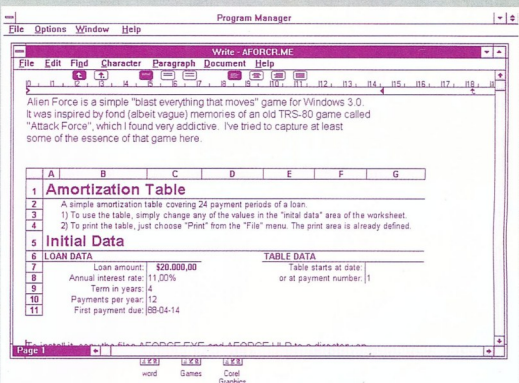 Program Manager
File Options Window Help
Write - AFORCR.ME
File Edit Find Character Paragraph Document Help
Alien Force is a simple "blast everything that moves" game for Windows 3.0.
It was inspired by fond (albeit vague) memories of an old TRS-80 game called
"Attack Force", which I found very addictive. I've tried to capture at least
some of the essence of that game here.
A B C D E F G
1 Amortization Table
2 A simple amortization table covering 24 payment periods of a loan.
3 1) To use the table, simply change any of the values in the "inital data" area of the worksheet.
4 2) To print the table, just choose "Print" from the "File" menu. The print area is already defined.
5 Initial Data
6 LOAN DATA TABLE DATA
7 Loan amount: $20.000,00 Table starts at date:
8 Annual interest rate: 11,00% or at payment number: 1
9 Term in years: 4
10 Payments per year: 12
11 First payment due: 88-04-14
Page 1
word Games Corel
Graphics